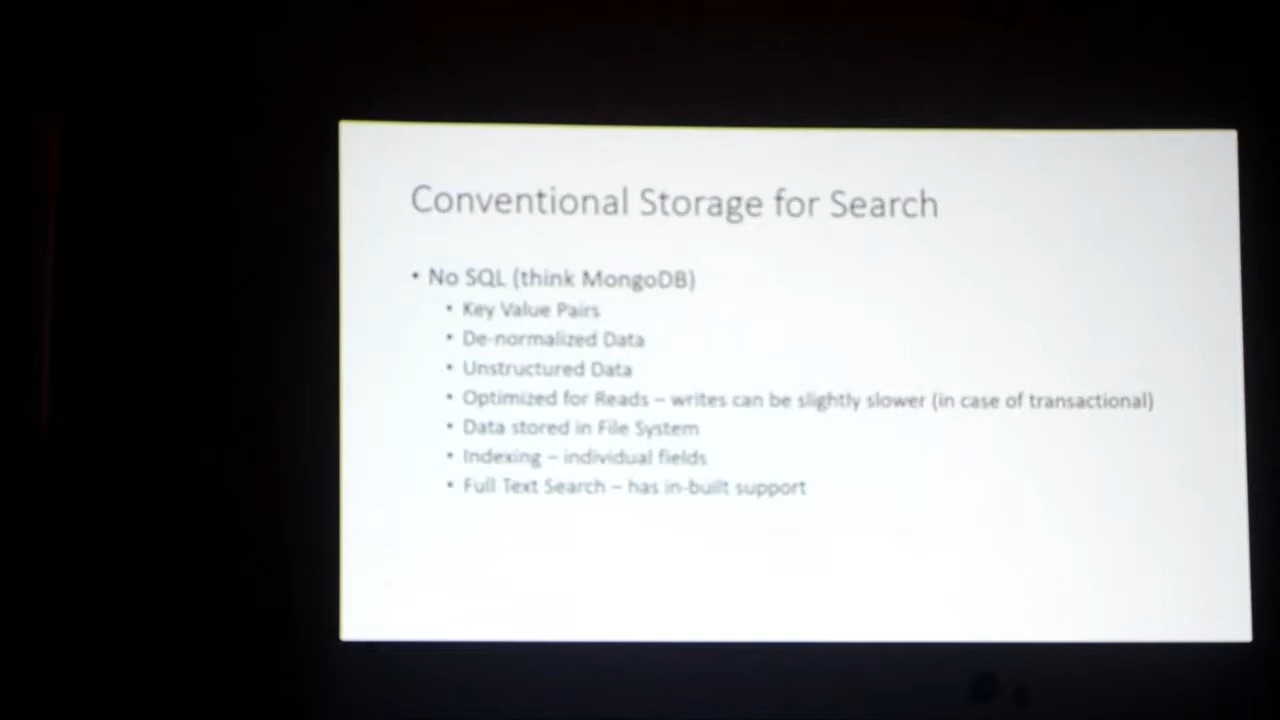 Conventional Storage for Search
• No SQL (think MongoDB)
• Key Value Pairs
• De-normalized Data
• Unstructured Data
• Optimized for Reads – writes can be slightly slower (in case of transactional)
• Data stored in File System
• Indexing – individual fields
• Full Text Search – has in-built support